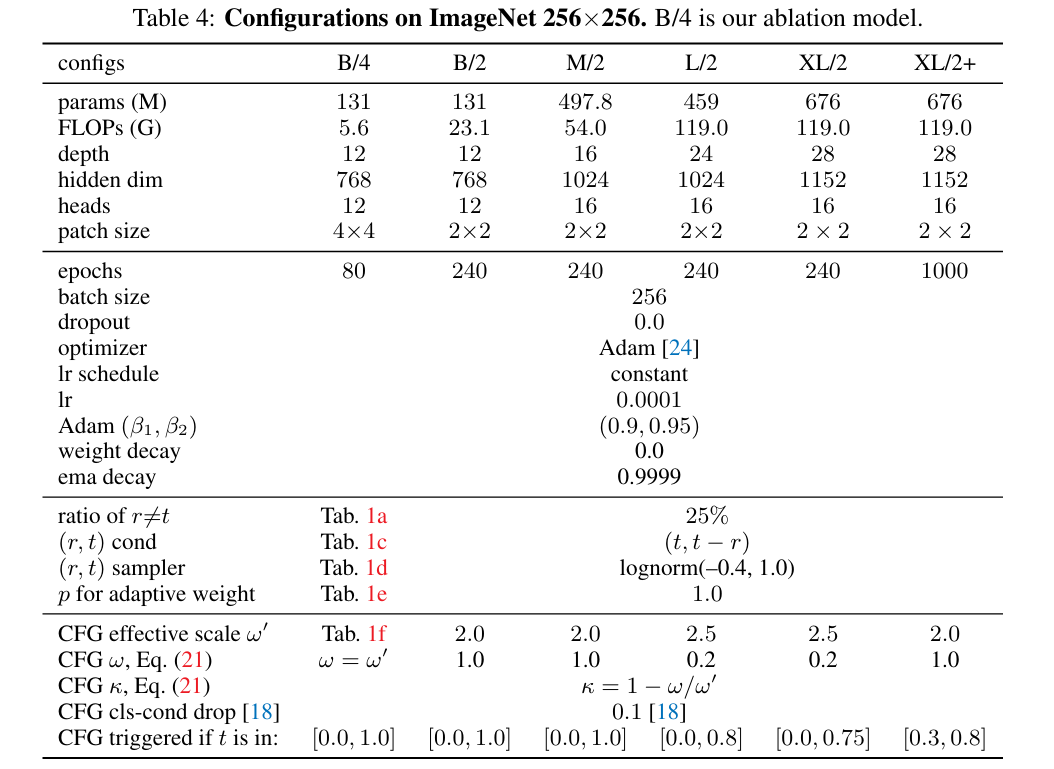 Table 4: Configurations on ImageNet 256×256. B/4 is our ablation model.
configs B/4 B/2 M/2 L/2 XL/2 XL/2+
params (M) 131 131 497.8 459 676 676
FLOPs (G) 5.6 23.1 54.0 119.0 119.0 119.0
depth 12 12 16 24 28 28
hidden dim 768 768 1024 1024 1152 1152
heads 12 12 16 16 16 16
patch size 4×4 2×2 2×2 2×2 2 × 2 2 × 2
epochs 80 240 240 240 240 1000
batch size 256
dropout 0.0
optimizer Adam [24]
lr schedule constant
lr 0.0001
Adam (β₁, β₂) (0.9, 0.95)
weight decay 0.0
ema decay 0.9999
ratio of r≠t Tab. 1a 25%
(r, t) cond Tab. 1c (t, t − r)
(r, t) sampler Tab. 1d lognorm(–0.4, 1.0)
p for adaptive weight Tab. 1e 1.0
CFG effective scale ω′ Tab. 1f 2.0 2.0 2.5 2.5 2.0
CFG ω, Eq. (21) ω = ω′ 1.0 1.0 0.2 0.2 1.0
CFG κ, Eq. (21) κ = 1 − ω/ω′
CFG cls-cond drop [18] 0.1 [18]
CFG triggered if t is in: [0.0, 1.0] [0.0, 1.0] [0.0, 1.0] [0.0, 0.8] [0.0, 0.75] [0.3, 0.8]